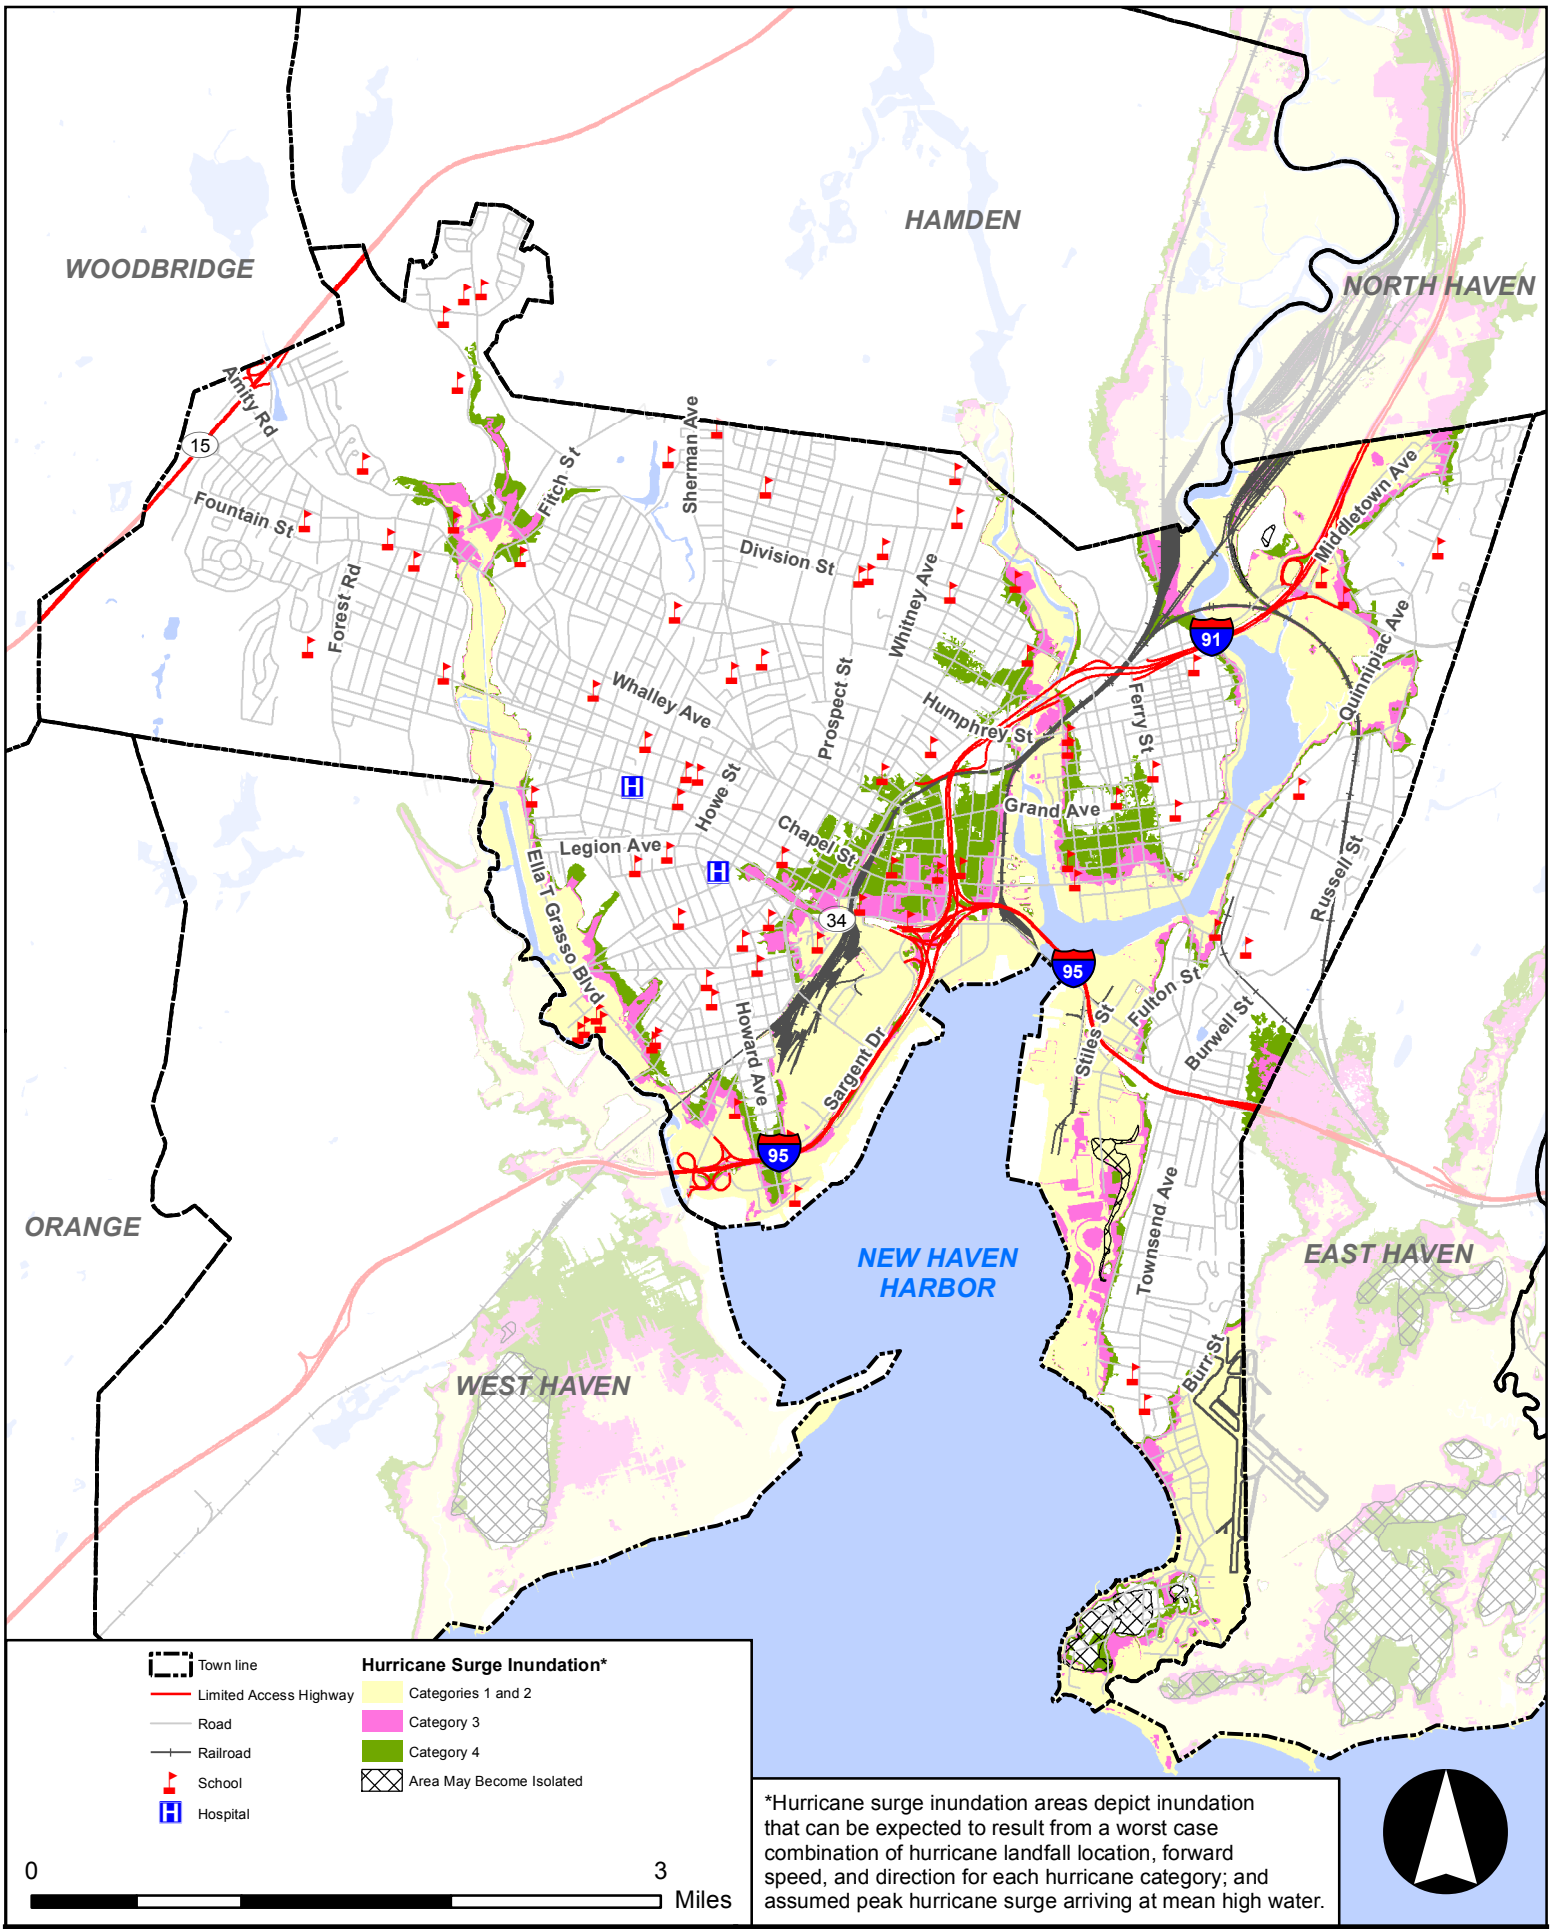 HAMDEN
WOODBRIDGE
NORTH HAVEN
Amity Rd
15
Sherman Ave
Fitch St
Middletown Ave
Fountain St
Division St
Forest Rd
Whitney Ave
91
Quinnipiac Ave
Whalley Ave
Prospect St
Humphrey St
Ferry St
H
Howe St
Grand Ave
Chapel St
Legion Ave
H
Russell St
Ella T Grasso Blvd
34
95
Fulton St
Stiles St
Burwell St
Howard Ave
Sargent Dr
95
Townsend Ave
ORANGE
NEW HAVEN
HARBOR
EAST HAVEN
WEST HAVEN
Burr St
Town line
Limited Access Highway
Road
Railroad
School
H Hospital
Hurricane Surge Inundation*
Categories 1 and 2
Category 3
Category 4
Area May Become Isolated
0 3
Miles
*Hurricane surge inundation areas depict inundation
that can be expected to result from a worst case
combination of hurricane landfall location, forward
speed, and direction for each hurricane category; and
assumed peak hurricane surge arriving at mean high water.